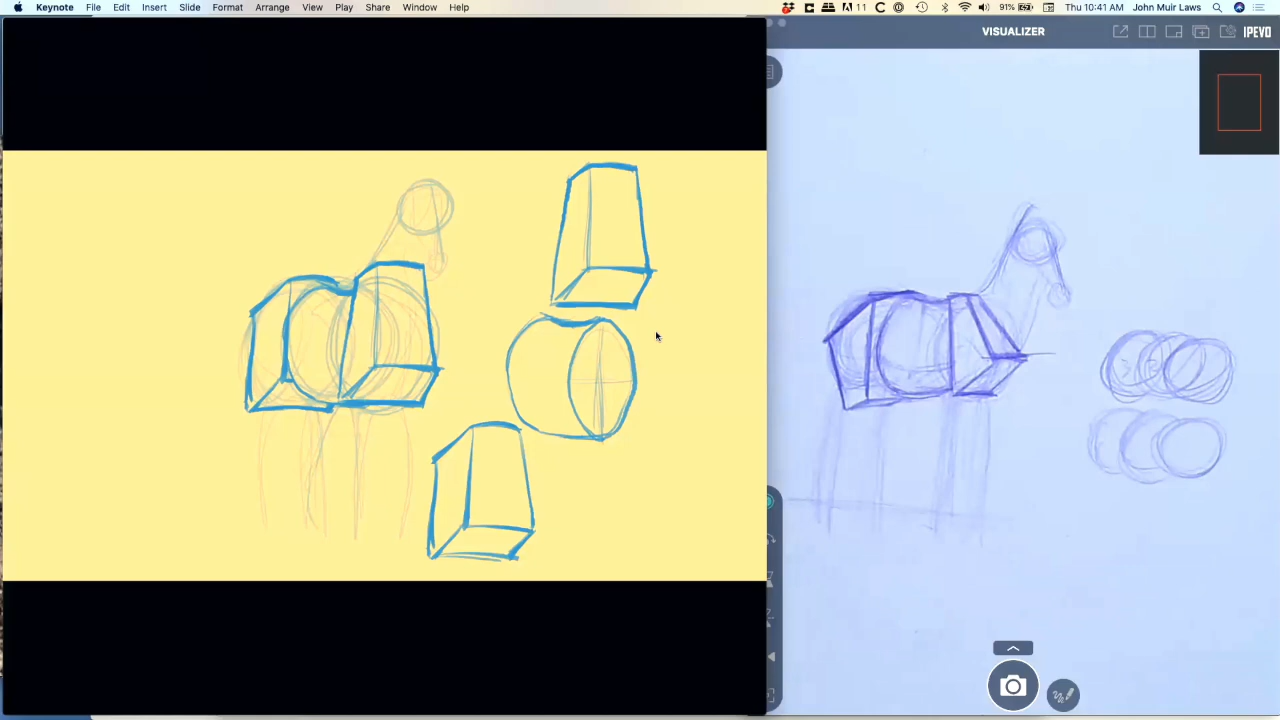 Keynote File Edit Insert Slide Format Arrange View Play Share Window Help 11 91% Thu 10:41 AM John Muir Laws
VISUALIZER IPEVO